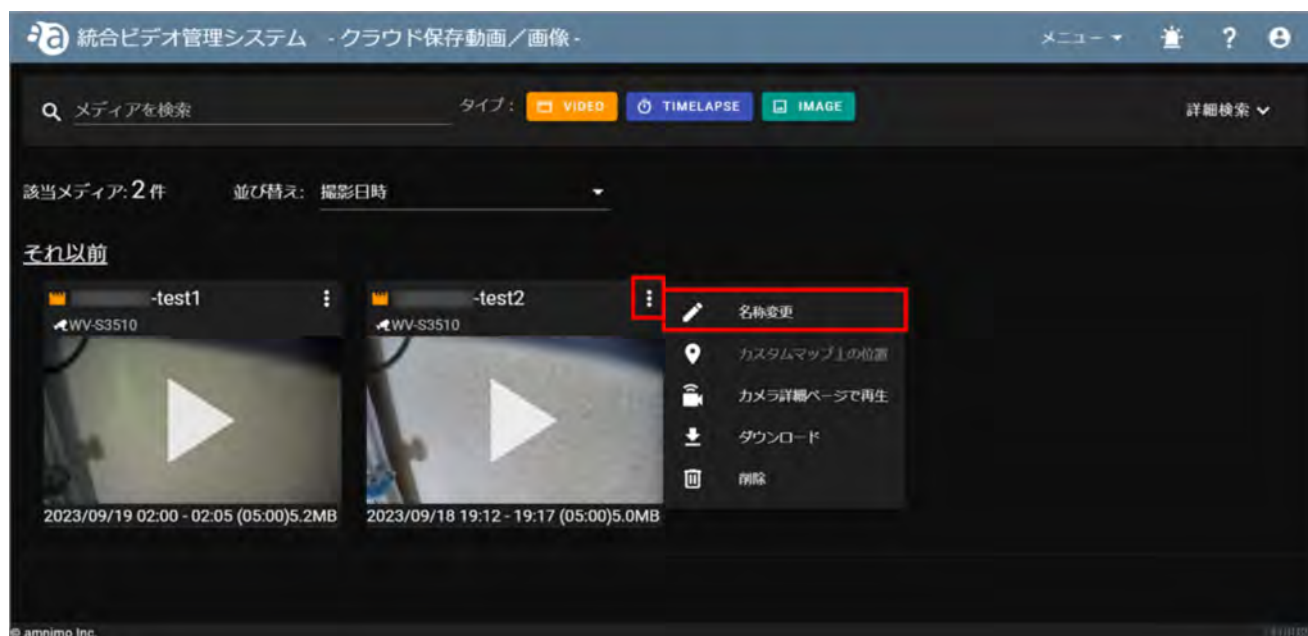 統合ビデオ管理システム - クラウド保存動画／画像 -
メニュー
?
メディアを検索
タイプ :
VIDEO
TIMELAPSE
IMAGE
詳細検索
該当メディア: 2 件
並び替え: 撮影日時
それ以前
-test1
WV-S3510
2023/09/19 02:00 - 02:05 (05:00)5.2MB
-test2
WV-S3510
2023/09/18 19:12 - 19:17 (05:00)5.0MB
名称変更
カスタムマップ上の位置
カメラ詳細ページで再生
ダウンロード
削除
© amnimo Inc.